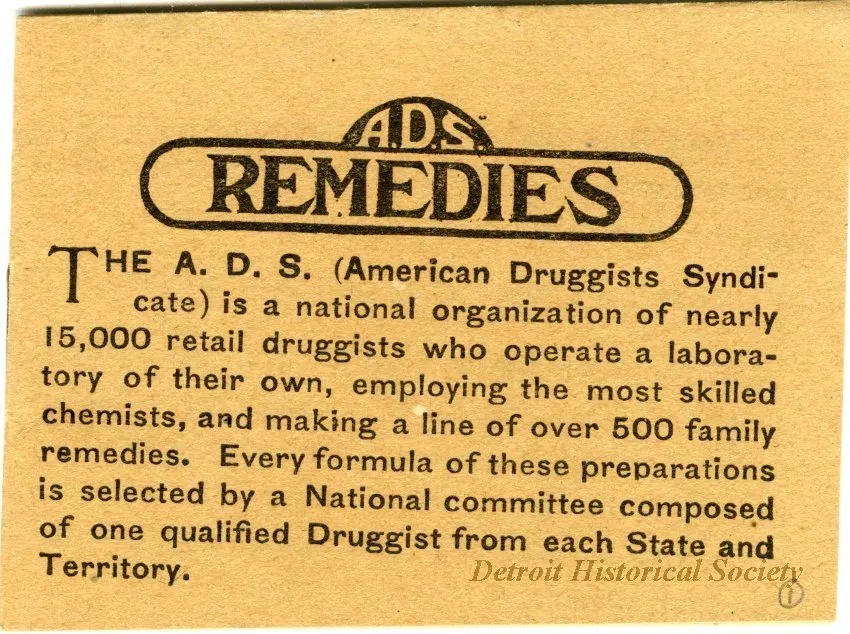 A.D.S.
REMEDIES
THE A. D. S. (American Druggists Syndi-
cate) is a national organization of nearly
15,000 retail druggists who operate a labora-
tory of their own, employing the most skilled
chemists, and making a line of over 500 family
remedies. Every formula of these preparations
is selected by a National committee composed
of one qualified Druggist from each State and
Territory.
Detroit Historical Society
1